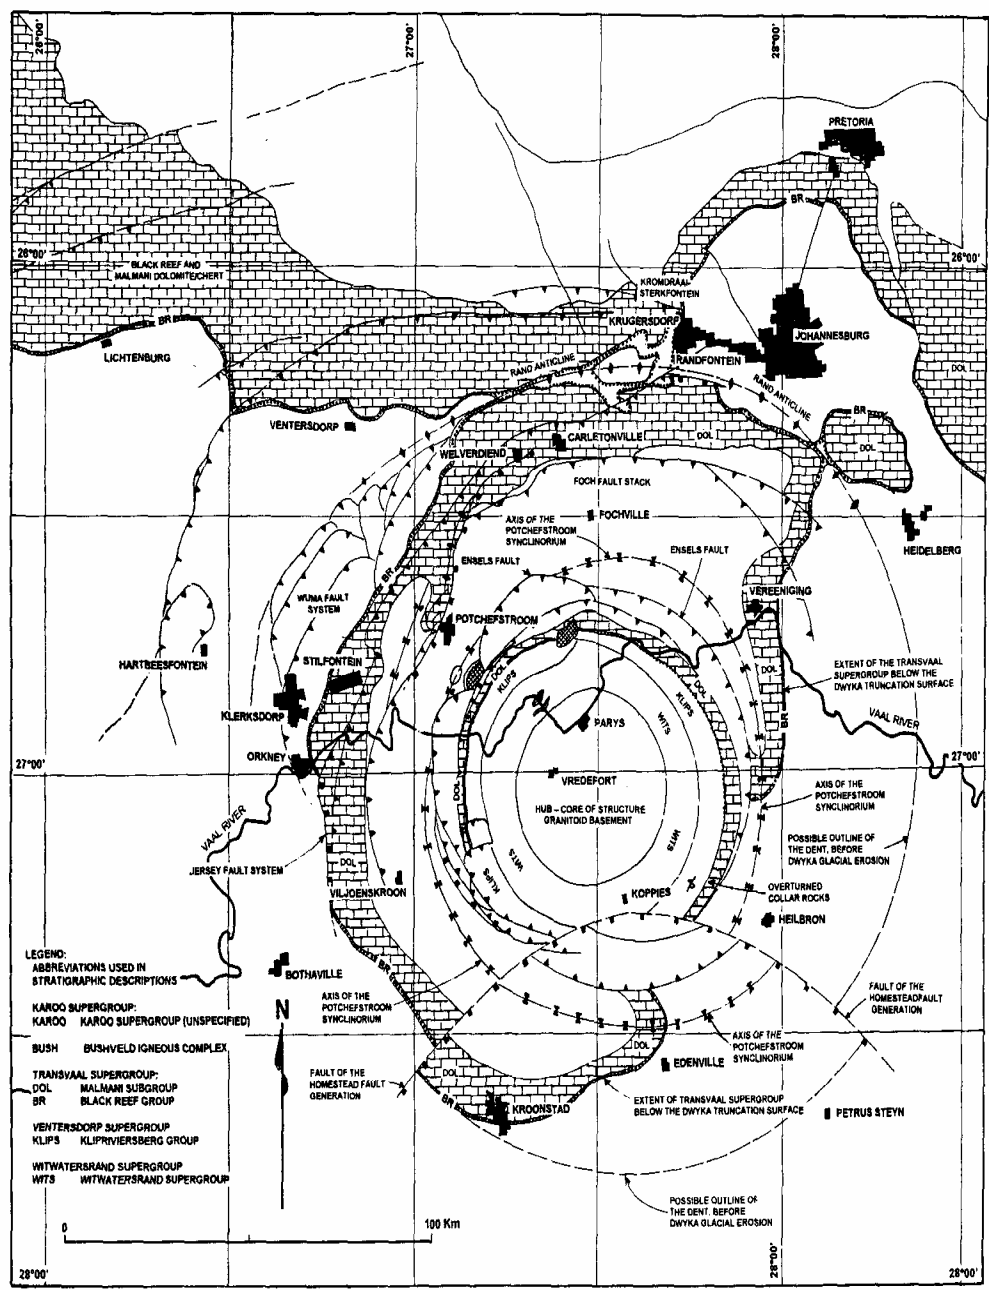 26°00'
27°00'
28°00'
PRETORIA
BR
26°00'
26°00'
BLACK REEF AND
MALMANI DOLOMITE/CHERT
KROMDRAAI-
STERKFONTEIN
BR
KRUGERSDORP
JOHANNESBURG
LICHTENBURG
RANDFONTEIN
RAND ANTICLINE
DOL
RAND ANTICLINE
BR
VENTERSDORP
CARLETONVILLE
DOL
DOL
WELVERDIEND
FOCH FAULT STACK
FOCHVILLE
AXIS OF THE
POTCHEFSTROOM
SYNCLINORIUM
HEIDELBERG
ENSELS FAULT
ENSELS FAULT
BR
WUMA FAULT
SYSTEM
VEREENIGING
POTCHEFSTROOM
HARTBEESFONTEIN
STILFONTEIN
DOL
KLIPS
DOL
KLIPS
DOL
EXTENT OF THE TRANSVAAL
SUPERGROUP BELOW THE
DWYKA TRUNCATION SURFACE
KLERKSDORP
PARYS
WITS
BR
VAAL RIVER
ORKNEY
27°00'
27°00'
VREDEFORT
DOL
AXIS OF THE
POTCHEFSTROOM
SYNCLINORIUM
HUB - CORE OF STRUCTURE
GRANITOID BASEMENT
VAAL RIVER
WITS
POSSIBLE OUTLINE OF
THE DENT, BEFORE
DWYKA GLACIAL EROSION
JERSEY FAULT SYSTEM
DOL
WITS
KLIPS
VILJOENSKROON
KOPPIES
OVERTURNED
COLLAR ROCKS
HEILBRON
LEGEND:
ABBREVIATIONS USED IN
STRATIGRAPHIC DESCRIPTIONS
BOTHAVILLE
BR
KAROO SUPERGROUP:
KAROO KAROO SUPERGROUP (UNSPECIFIED)
N
AXIS OF THE
POTCHEFSTROOM
SYNCLINORIUM
FAULT OF THE
HOMESTEADFAULT
GENERATION
BUSH BUSHVELD IGNEOUS COMPLEX
DOL
AXIS OF THE
POTCHEFSTROOM
SYNCLINORIUM
EDENVILLE
TRANSVAAL SUPERGROUP:
DOL MALMANI SUBGROUP
BR BLACK REEF GROUP
FAULT OF THE
HOMESTEAD FAULT
GENERATION
DOL
BR
KROONSTAD
EXTENT OF TRANSVAAL SUPERGROUP
BELOW THE DWYKA TRUNCATION SURFACE
PETRUS STEYN
VENTERSDORP SUPERGROUP
KLIPS KLIPRIVIERSBERG GROUP
WITWATERSRAND SUPERGROUP
WITS WITWATERSRAND SUPERGROUP
POSSIBLE OUTLINE OF
THE DENT, BEFORE
DWYKA GLACIAL EROSION
0 100 Km
28°00'
28°00'
28°00'